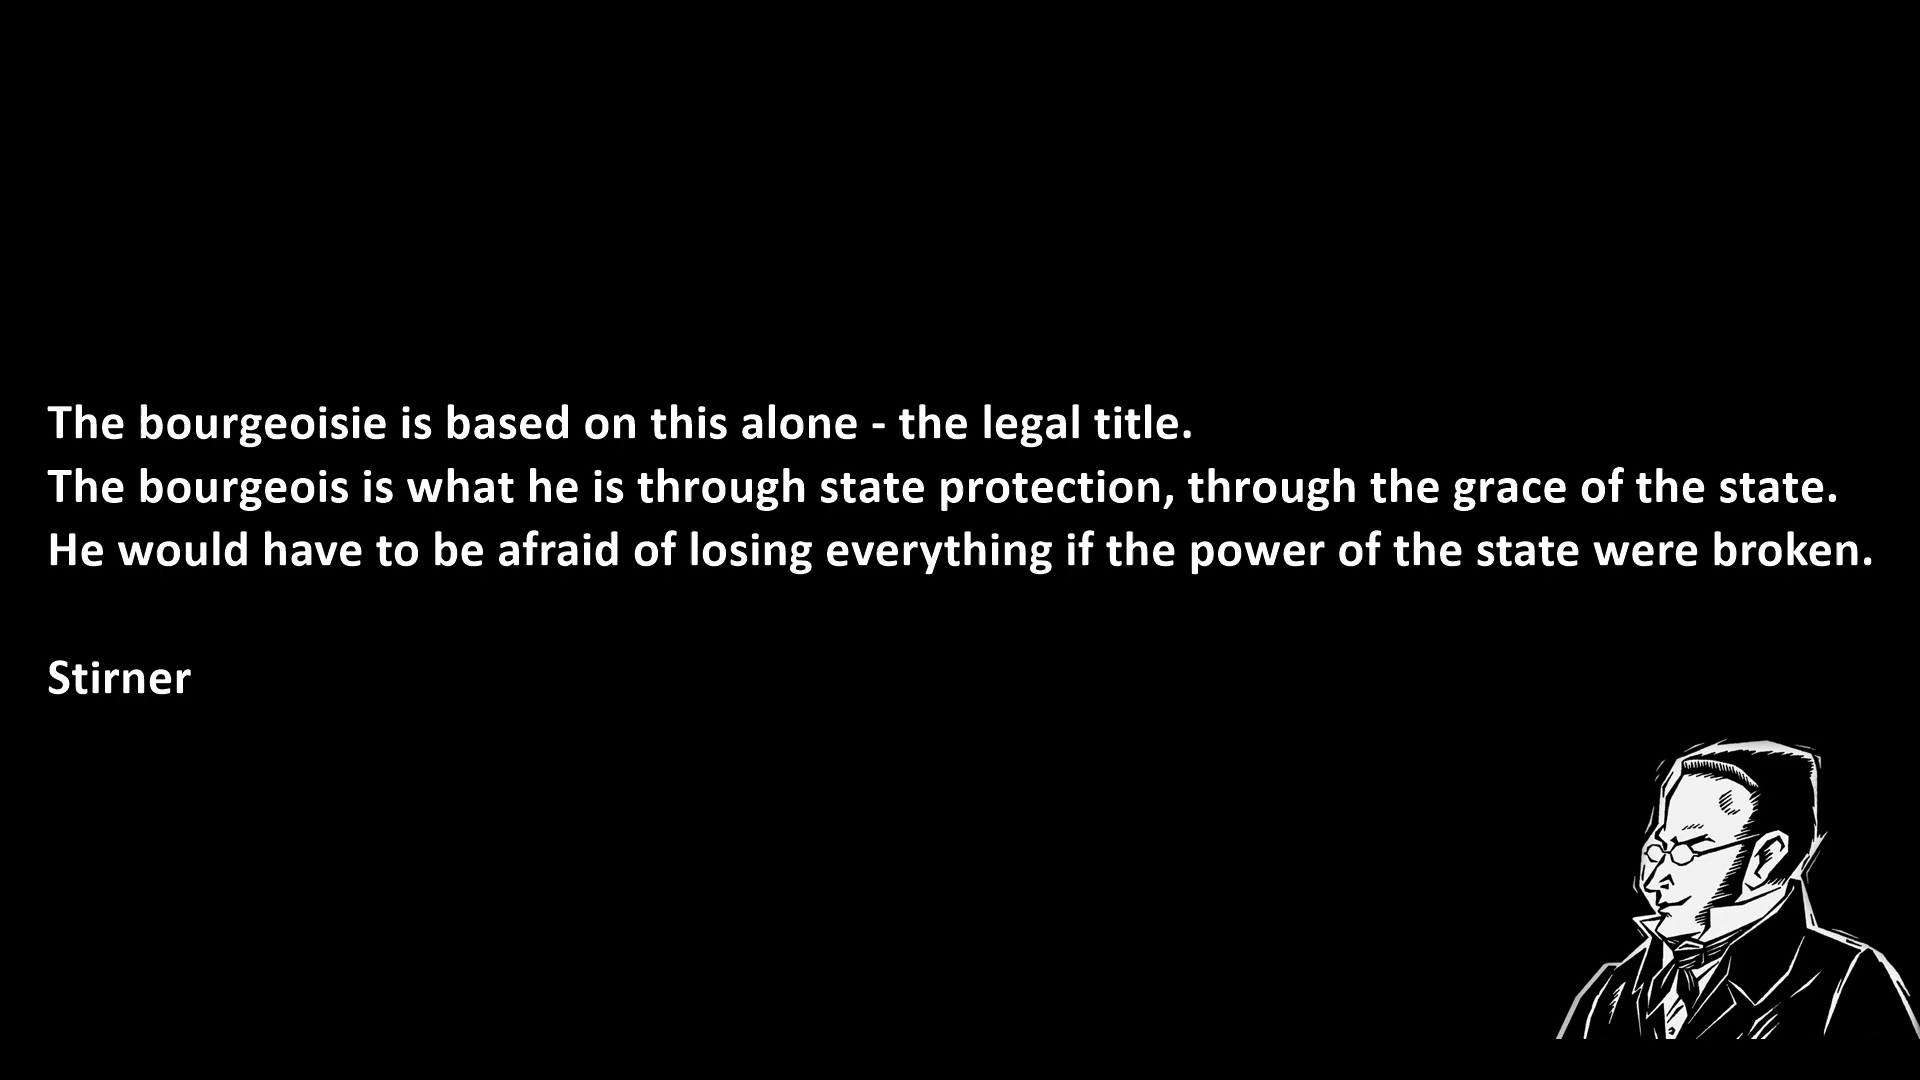 The bourgeoisie is based on this alone - the legal title.
The bourgeois is what he is through state protection, through the grace of the state.
He would have to be afraid of losing everything if the power of the state were broken.
Stirner